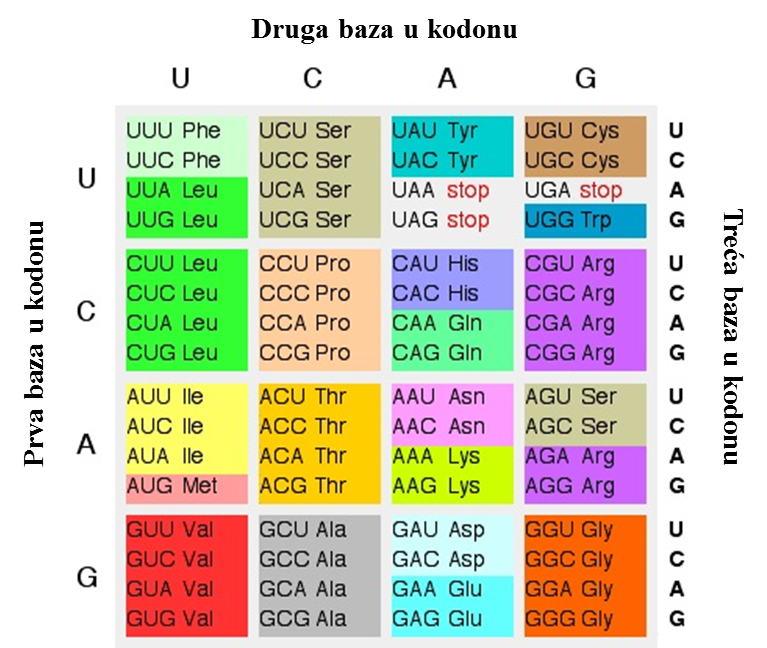 Druga baza u kodonu
U C A G
Prva baza u kodonu
Treća baza u kodonu
U
UUU Phe UCU Ser UAU Tyr UGU Cys U
UUC Phe UCC Ser UAC Tyr UGC Cys C
UUA Leu UCA Ser UAA stop UGA stop A
UUG Leu UCG Ser UAG stop UGG Trp G
C
CUU Leu CCU Pro CAU His CGU Arg U
CUC Leu CCC Pro CAC His CGC Arg C
CUA Leu CCA Pro CAA Gln CGA Arg A
CUG Leu CCG Pro CAG Gln CGG Arg G
A
AUU Ile ACU Thr AAU Asn AGU Ser U
AUC Ile ACC Thr AAC Asn AGC Ser C
AUA Ile ACA Thr AAA Lys AGA Arg A
AUG Met ACG Thr AAG Lys AGG Arg G
G
GUU Val GCU Ala GAU Asp GGU Gly U
GUC Val GCC Ala GAC Asp GGC Gly C
GUA Val GCA Ala GAA Glu GGA Gly A
GUG Val GCG Ala GAG Glu GGG Gly G